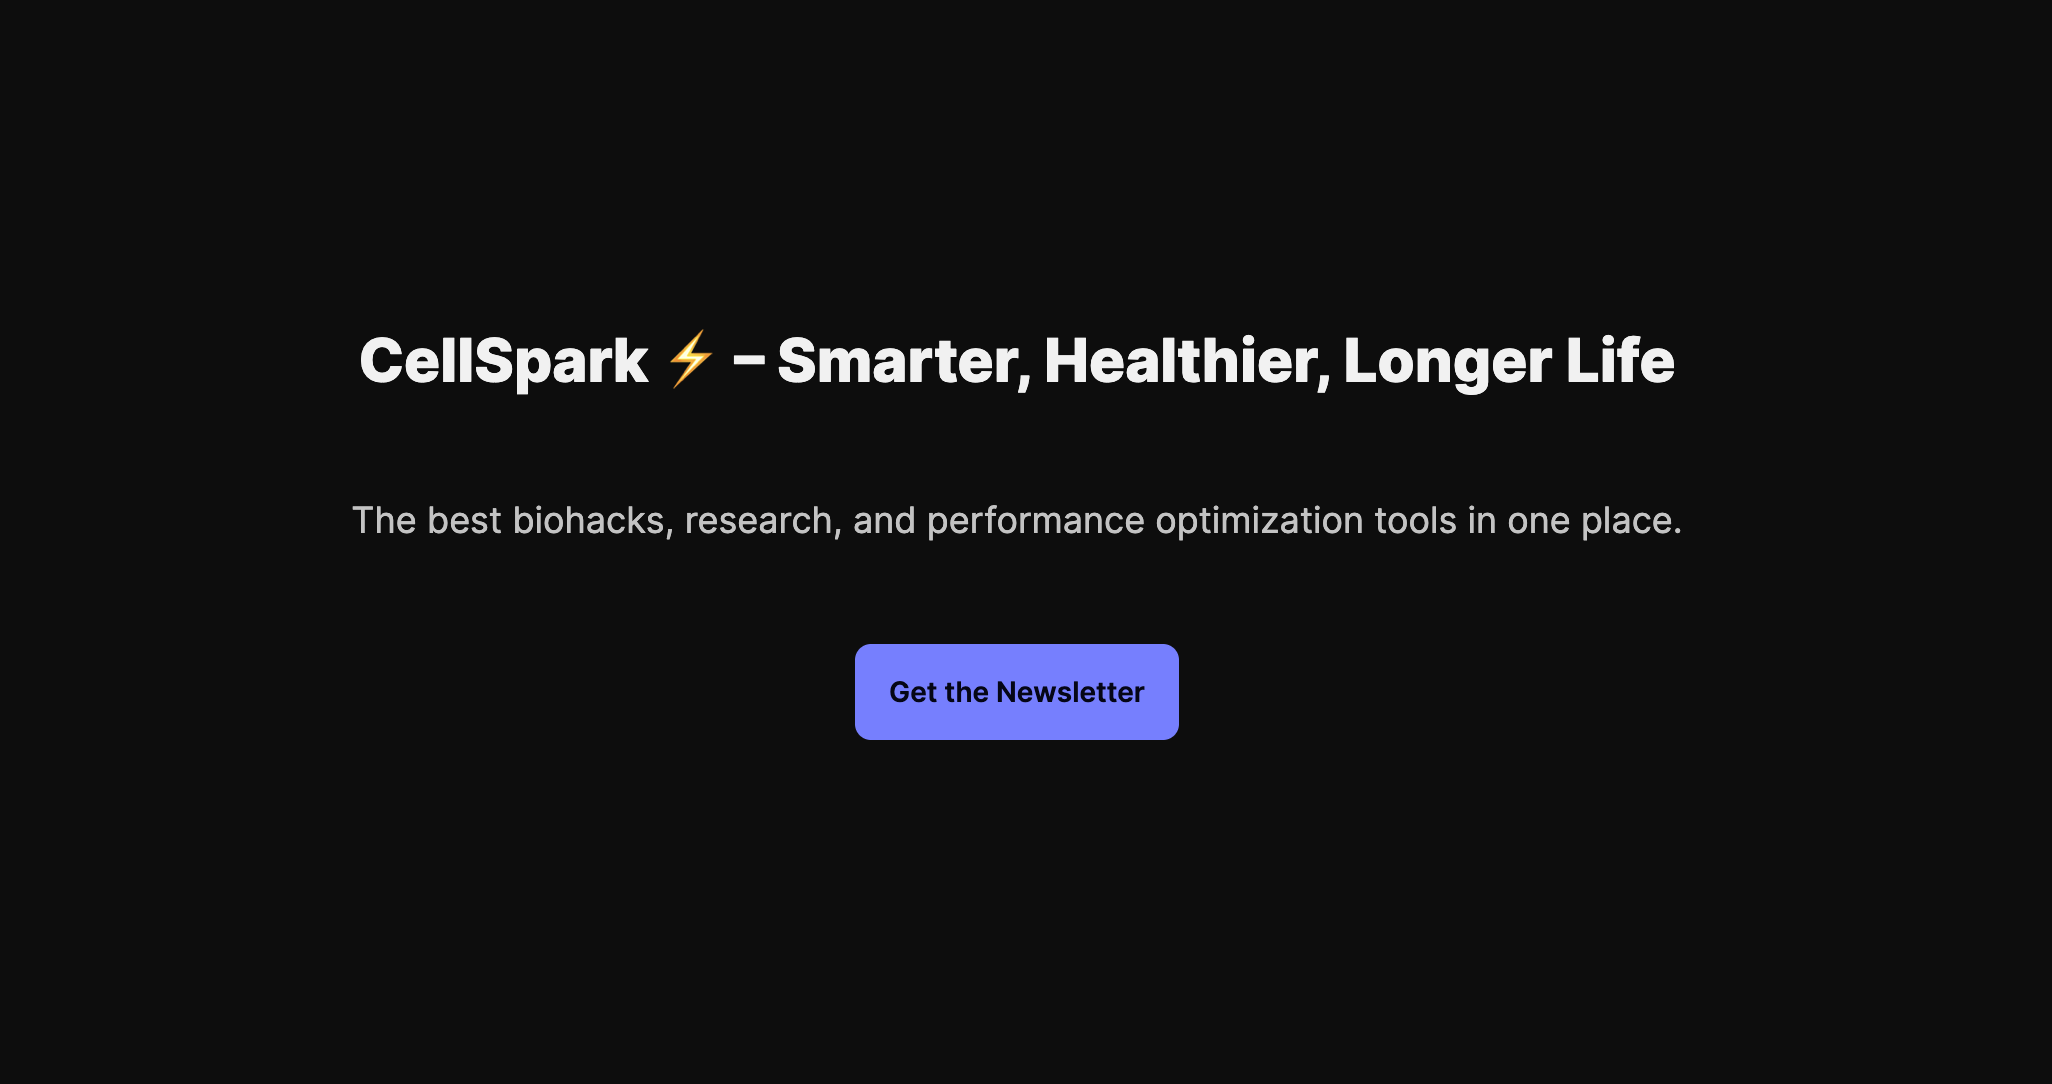 CellSpark ⚡ – Smarter, Healthier, Longer Life
The best biohacks, research, and performance optimization tools in one place.
Get the Newsletter